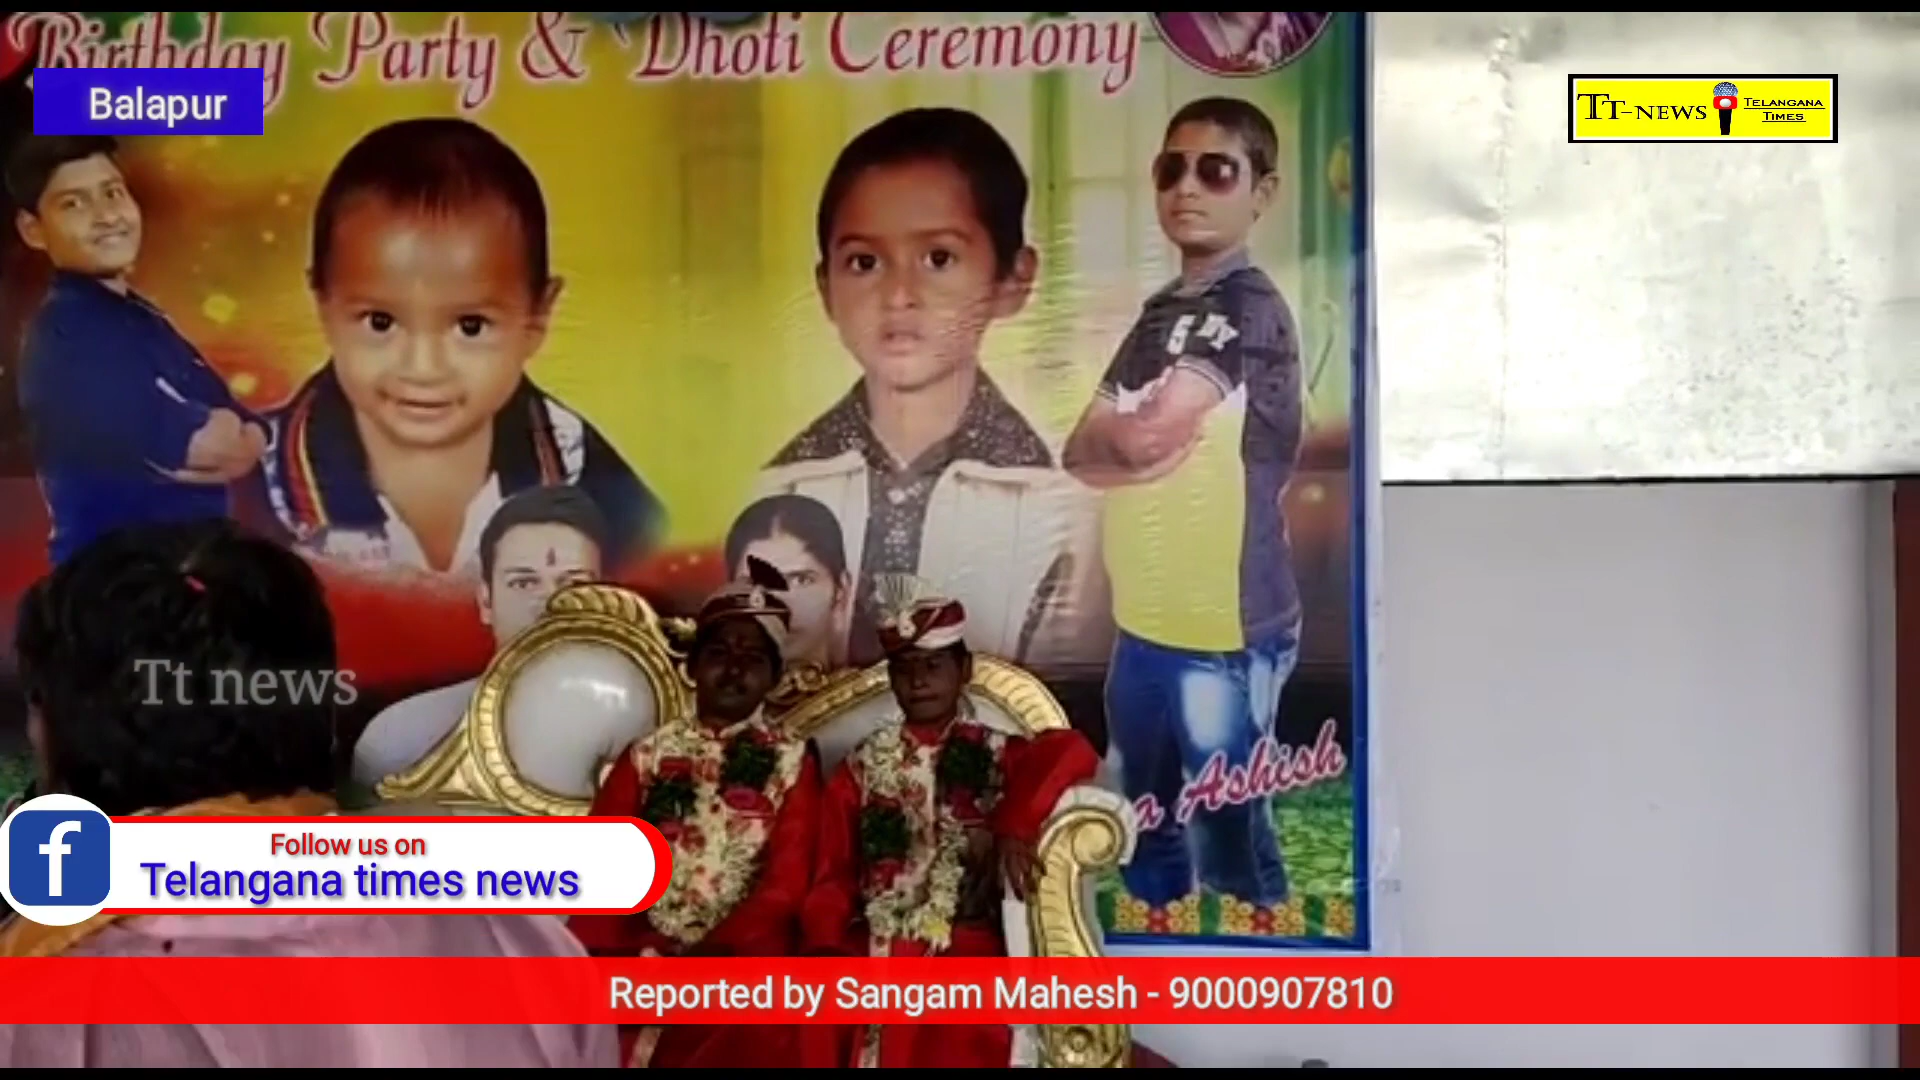 Birthday Party & Dhoti Ceremony
Balapur
TT-NEWS TELANGANA TIMES
5
Tt news
Ashish
Follow us on
Telangana times news
Reported by Sangam Mahesh - 9000907810